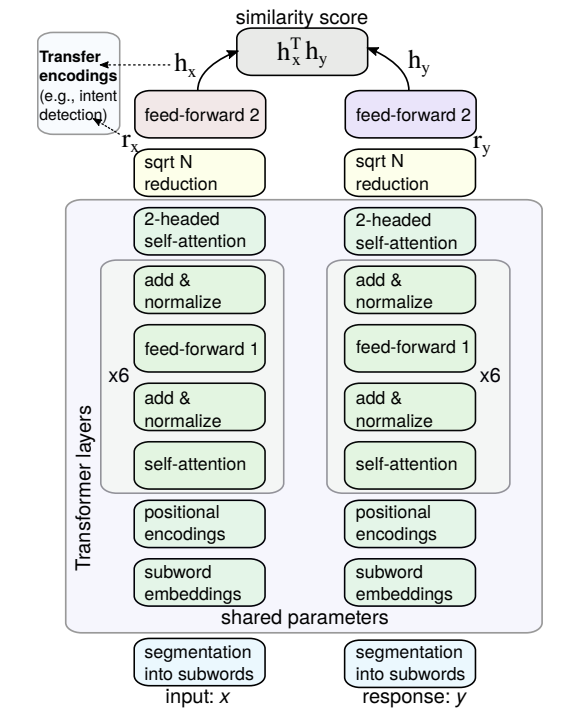 similarity score
h_x^T h_y
Transfer
encodings
(e.g., intent
detection)
h_x
h_y
r_x
r_y
feed-forward 2
feed-forward 2
sqrt N
reduction
sqrt N
reduction
2-headed
self-attention
2-headed
self-attention
add &
normalize
add &
normalize
feed-forward 1
feed-forward 1
x6
x6
add &
normalize
add &
normalize
self-attention
self-attention
Transformer layers
positional
encodings
positional
encodings
subword
embeddings
subword
embeddings
shared parameters
segmentation
into subwords
segmentation
into subwords
input: x
response: y